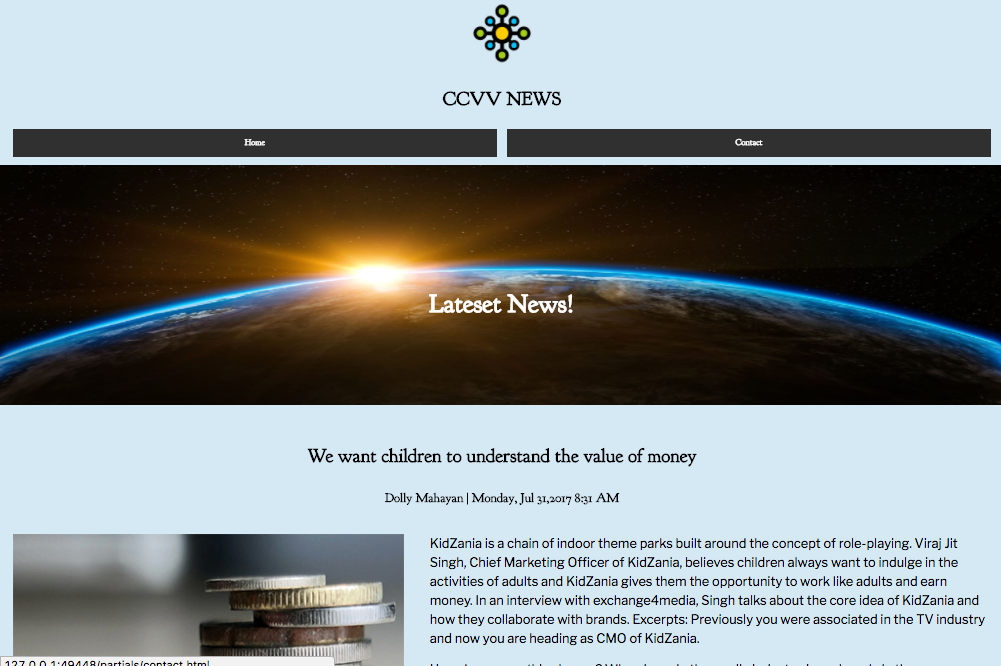 CCVV NEWS
Home
Contact
Lateset News!
We want children to understand the value of money
Dolly Mahayan | Monday, Jul 31,2017 8:31 AM
KidZania is a chain of indoor theme parks built around the concept of role-playing. Viraj Jit
Singh, Chief Marketing Officer of KidZania, believes children always want to indulge in the
activities of adults and KidZania gives them the opportunity to work like adults and earn
money. In an interview with exchange4media, Singh talks about the core idea of KidZania and
how they collaborate with brands. Excerpts: Previously you were associated in the TV industry
and now you are heading as CMO of KidZania.
127.0.0.1:49448/partials/contact.html